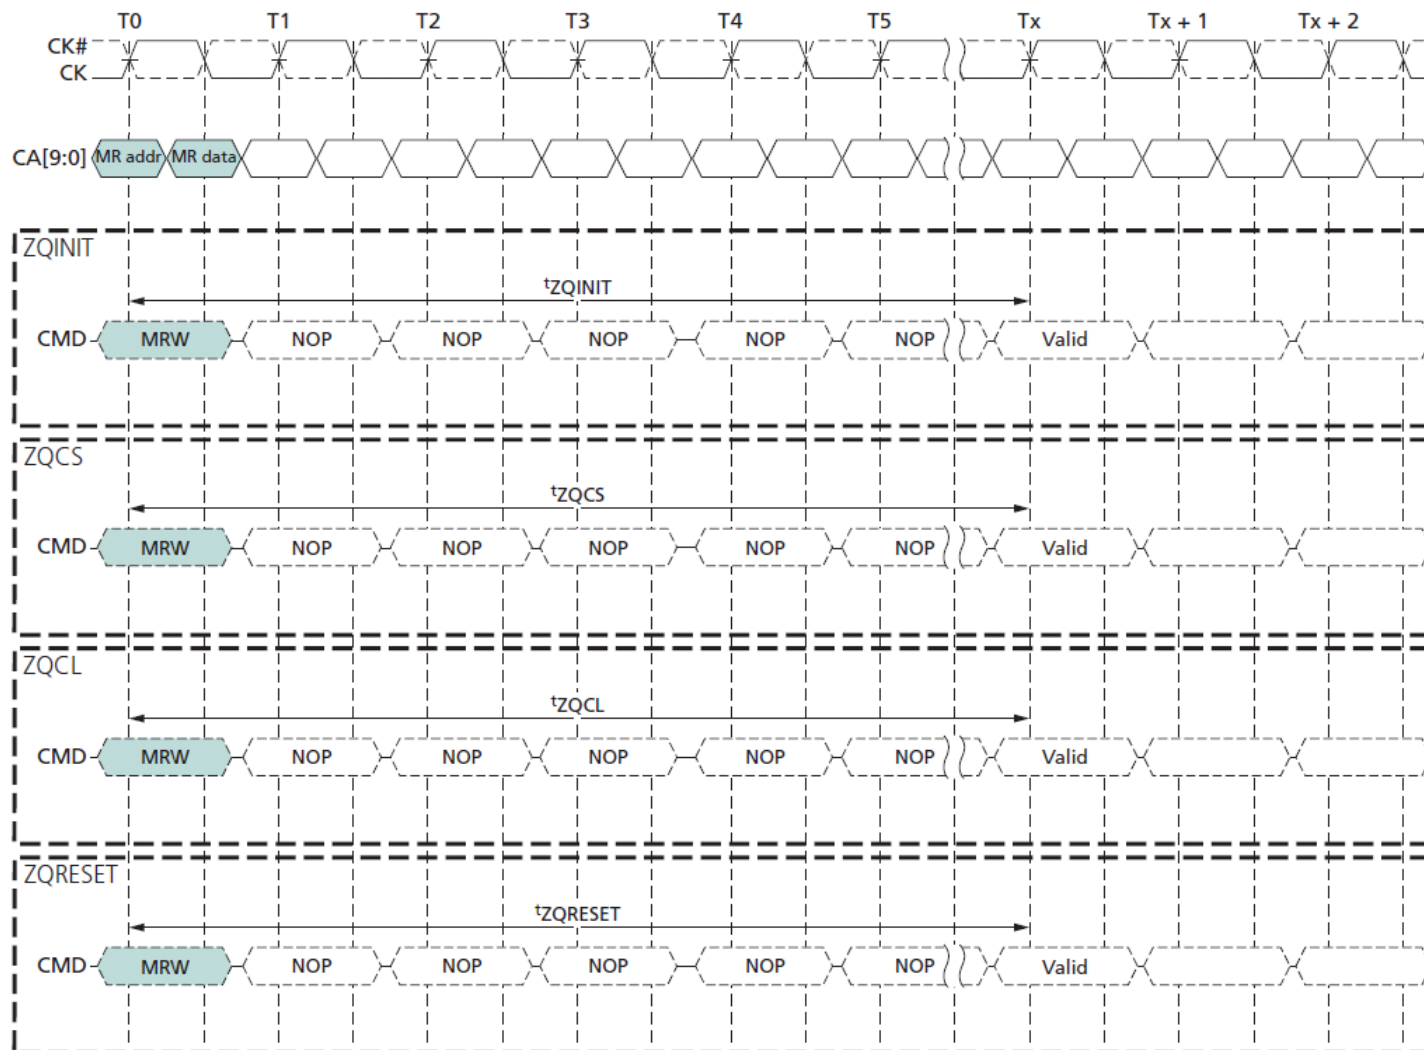 T0 T1 T2 T3 T4 T5 Tx Tx + 1 Tx + 2
CK#
CK
CA[9:0] MR addr MR data
ZQINIT
tZQINIT
CMD MRW NOP NOP NOP NOP NOP Valid
ZQCS
tZQCS
CMD MRW NOP NOP NOP NOP NOP Valid
ZQCL
tZQCL
CMD MRW NOP NOP NOP NOP NOP Valid
ZQRESET
tZQRESET
CMD MRW NOP NOP NOP NOP NOP Valid